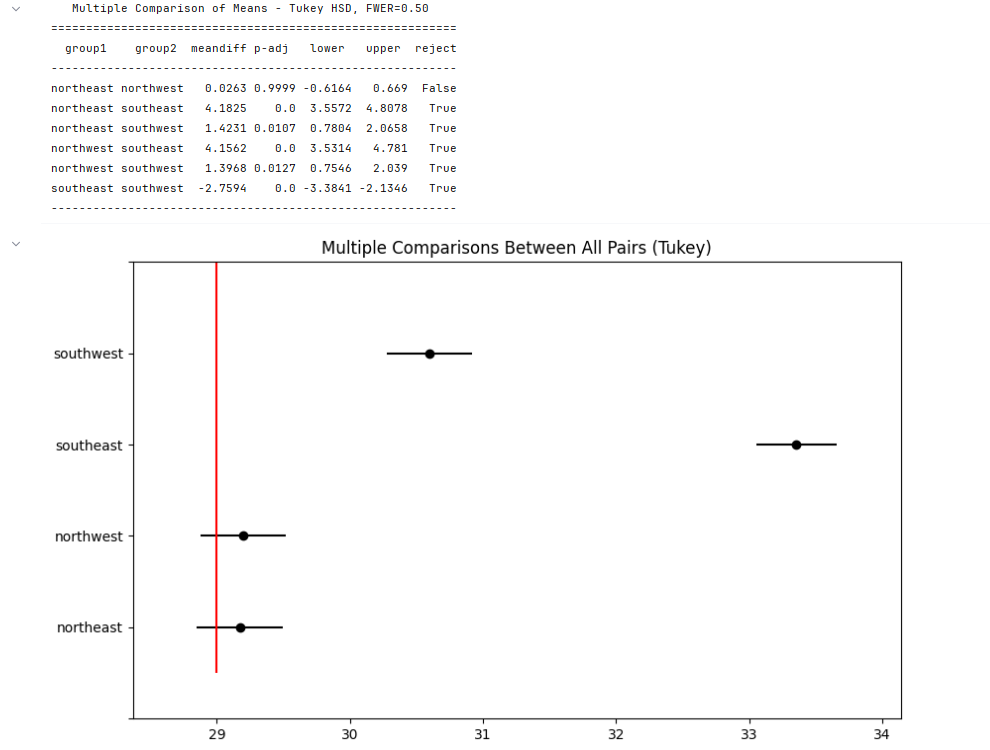 Multiple Comparison of Means - Tukey HSD, FWER=0.50
=========================================================
group1 group2 meandiff p-adj lower upper reject
---------------------------------------------------------
northeast northwest 0.0263 0.9999 -0.6164 0.669 False
northeast southeast 4.1825 0.0 3.5572 4.8078 True
northeast southwest 1.4231 0.0107 0.7804 2.0658 True
northwest southeast 4.1562 0.0 3.5314 4.781 True
northwest southwest 1.3968 0.0127 0.7546 2.039 True
southeast southwest -2.7594 0.0 -3.3841 -2.1346 True
---------------------------------------------------------
Multiple Comparisons Between All Pairs (Tukey)
southwest
southeast
northwest
northeast
29 30 31 32 33 34